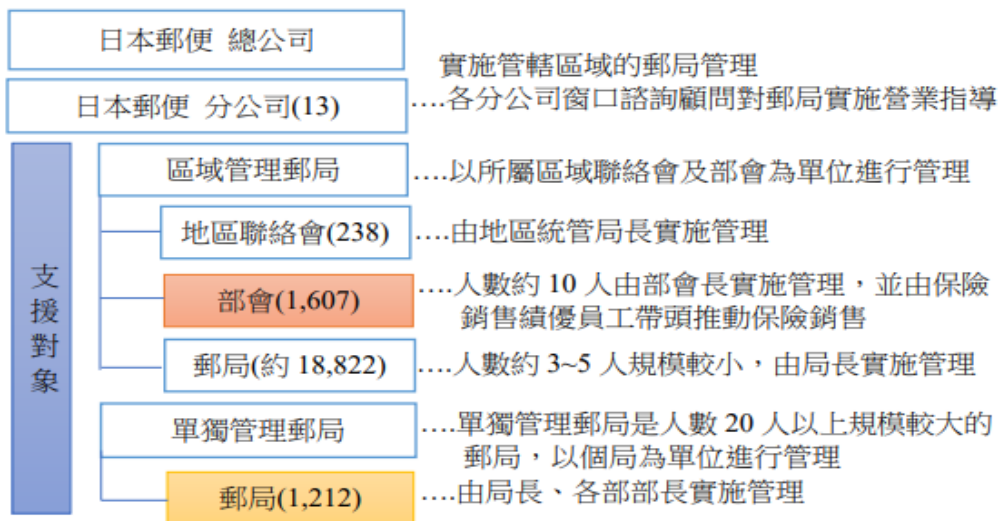 日本郵便 總公司
實施管轄區域的郵局管理
日本郵便 分公司(13)
….各分公司窗口諮詢顧問對郵局實施營業指導
支援對象
區域管理郵局
….以所屬區域聯絡會及部會為單位進行管理
地區聯絡會(238)
….由地區統管局長實施管理
部會(1,607)
….人數約 10 人由部會長實施管理，並由保險
銷售績優員工帶頭推動保險銷售
郵局(約 18,822)
….人數約 3~5 人規模較小，由局長實施管理
單獨管理郵局
….單獨管理郵局是人數 20 人以上規模較大的
郵局，以個局為單位進行管理
郵局(1,212)
….由局長、各部部長實施管理